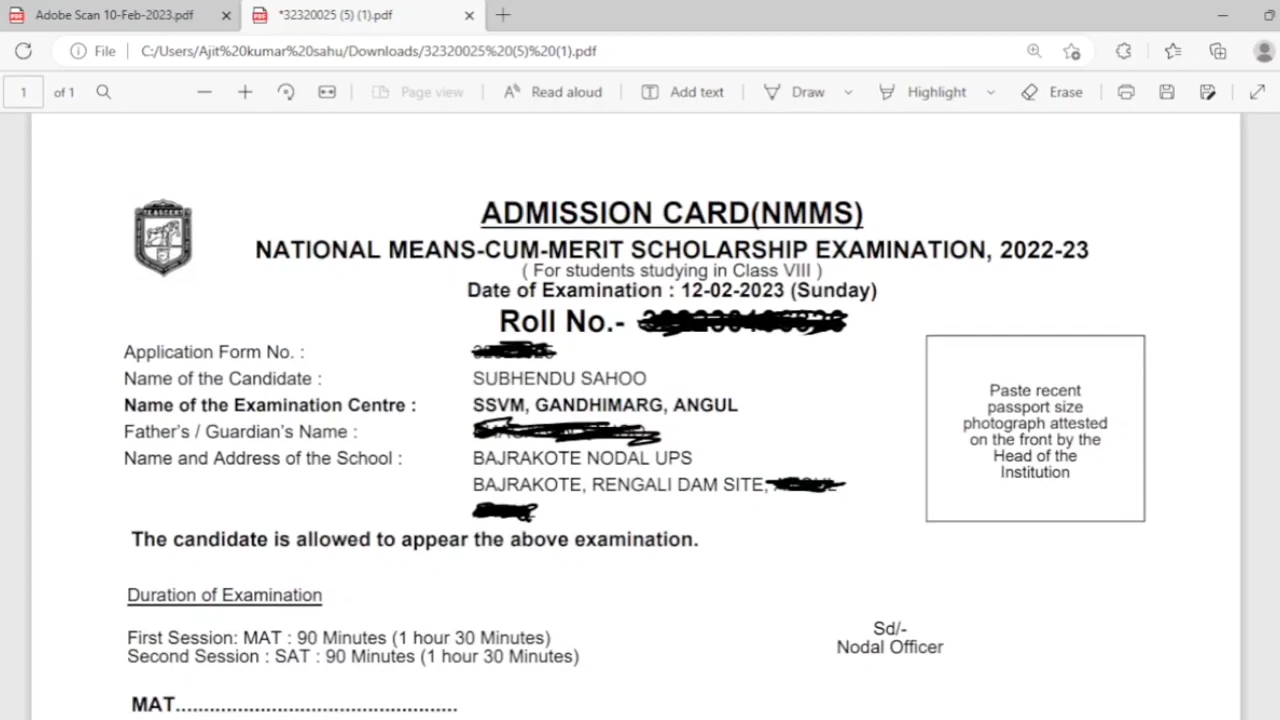 Adobe Scan 10-Feb-2023.pdf
*32320025 (5) (1).pdf
File
C:/Users/Ajit%20kumar%20sahu/Downloads/32320025%20(5)%20(1).pdf
1 of 1
Page view
Read aloud
Add text
Draw
Highlight
Erase
TE & SCERT
ADMISSION CARD(NMMS)
NATIONAL MEANS-CUM-MERIT SCHOLARSHIP EXAMINATION, 2022-23
( For students studying in Class VIII )
Date of Examination : 12-02-2023 (Sunday)
Roll No.-
Application Form No. :
Name of the Candidate : SUBHENDU SAHOO
Name of the Examination Centre : SSVM, GANDHIMARG, ANGUL
Father's / Guardian's Name :
Name and Address of the School : BAJRAKOTE NODAL UPS
BAJRAKOTE, RENGALI DAM SITE,
Paste recent
passport size
photograph attested
on the front by the
Head of the
Institution
The candidate is allowed to appear the above examination.
Duration of Examination
First Session: MAT : 90 Minutes (1 hour 30 Minutes)
Second Session : SAT : 90 Minutes (1 hour 30 Minutes)
Sd/-
Nodal Officer
MAT...............................................